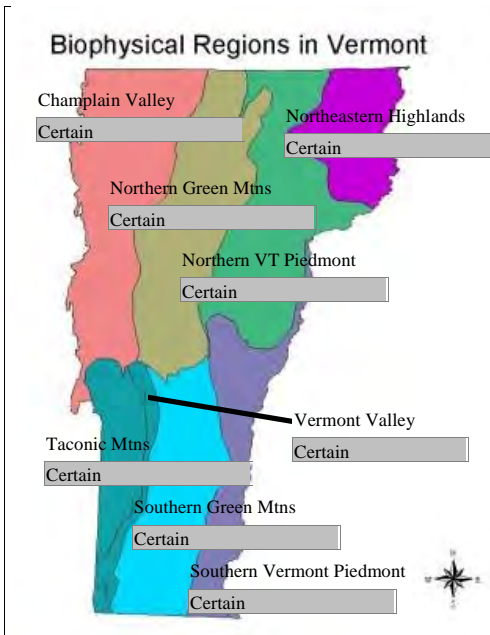 Biophysical Regions in Vermont
Champlain Valley
Certain
Northeastern Highlands
Certain
Northern Green Mtns
Certain
Northern VT Piedmont
Certain
Vermont Valley
Certain
Taconic Mtns
Certain
Southern Green Mtns
Certain
Southern Vermont Piedmont
Certain